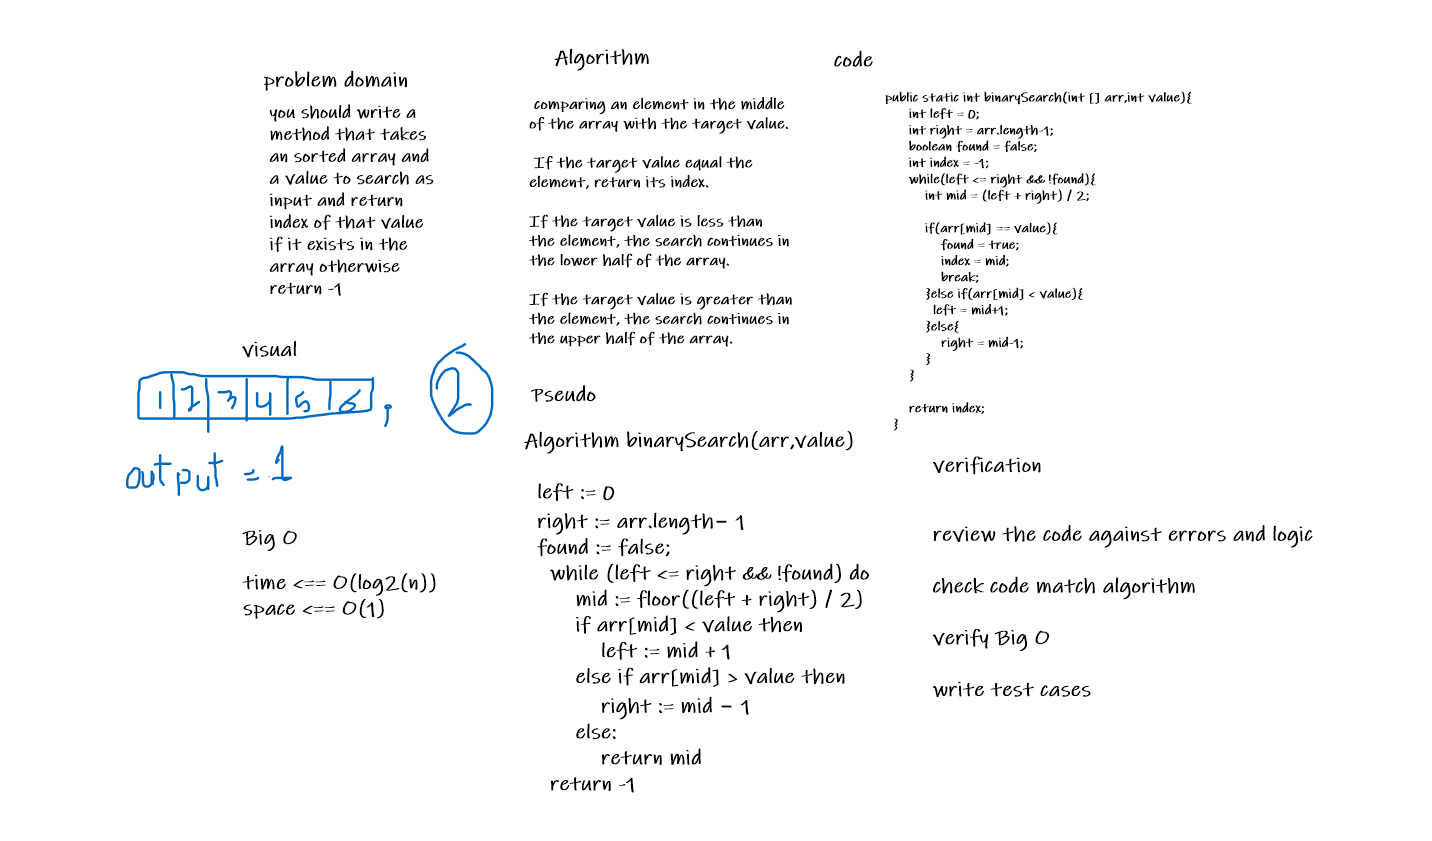 problem domain
you should write a
method that takes
an sorted array and
a value to search as
input and return
index of that value
if it exists in the
array otherwise
return -1
visual
1 2 3 4 5 6 , 2
output = 1
Big O
time <== O(log2(n))
space <== O(1)
Algorithm
comparing an element in the middle
of the array with the target value.
If the target value equal the
element, return its index.
If the target value is less than
the element, the search continues in
the lower half of the array.
If the target value is greater than
the element, the search continues in
the upper half of the array.
Pseudo
Algorithm binarySearch(arr,value)
left := 0
right := arr.length- 1
found := false;
while (left <= right && !found) do
mid := floor((left + right) / 2)
if arr[mid] < value then
left := mid + 1
else if arr[mid] > value then
right := mid - 1
else:
return mid
return -1
code
public static int binarySearch(int [] arr,int value){
int left = 0;
int right = arr.length-1;
boolean found = false;
int index = -1;
while(left <= right && !found){
int mid = (left + right) / 2;
if(arr[mid] == value){
found = true;
index = mid;
break;
}else if(arr[mid] < value){
left = mid+1;
}else{
right = mid-1;
}
}
return index;
}
verification
review the code against errors and logic
check code match algorithm
verify Big O
write test cases